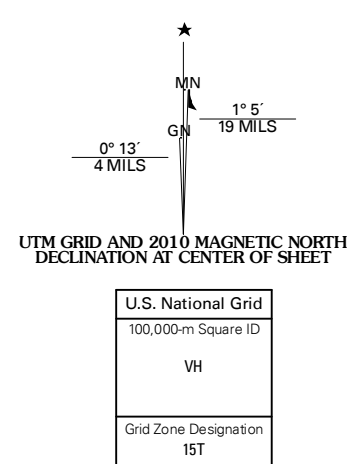 MN
1° 5´
19 MILS
GN
0° 13´
4 MILS
UTM GRID AND 2010 MAGNETIC NORTH
DECLINATION AT CENTER OF SHEET
U.S. National Grid
100,000-m Square ID
VH
Grid Zone Designation
15T